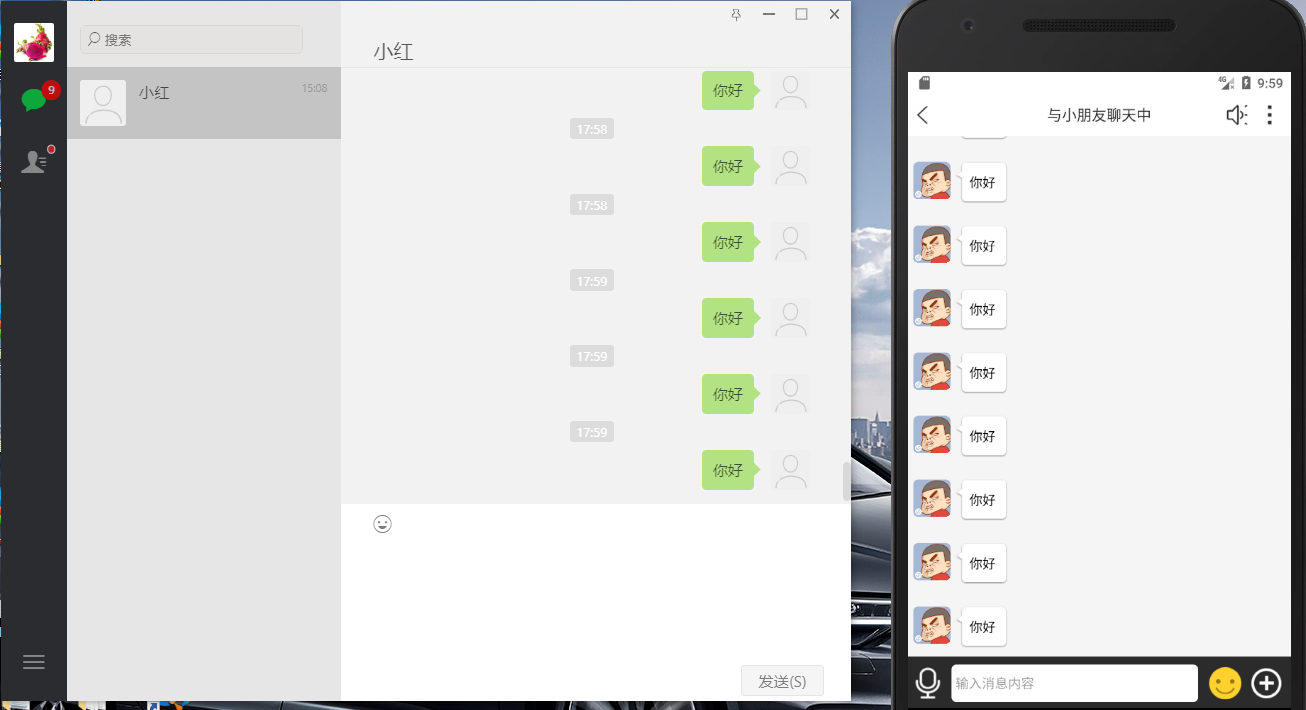 搜索
9
小红
15:08
小红
你好
17:58
你好
17:58
你好
17:59
你好
17:59
你好
17:59
你好
发送(S)
4G
9:59
与小朋友聊天中
你好
你好
你好
你好
你好
你好
你好
你好
输入消息内容